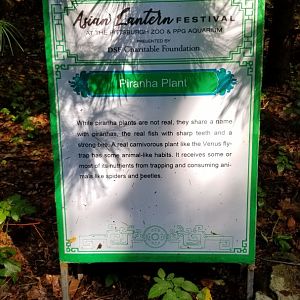 Asian Lantern FESTIVAL
AT THE PITTSBURGH ZOO & PPG AQUARIUM
PRESENTED BY
DSF Charitable Foundation
Piranha Plant
While piranha plants are not real, they share a name
with piranhas, the real fish with sharp teeth and a
strong bite. A real carnivorous plant like the Venus fly-
trap has some animal-like habits. It receives some or
most of its nutrients from trapping and consuming ani-
mals like spiders and beetles.